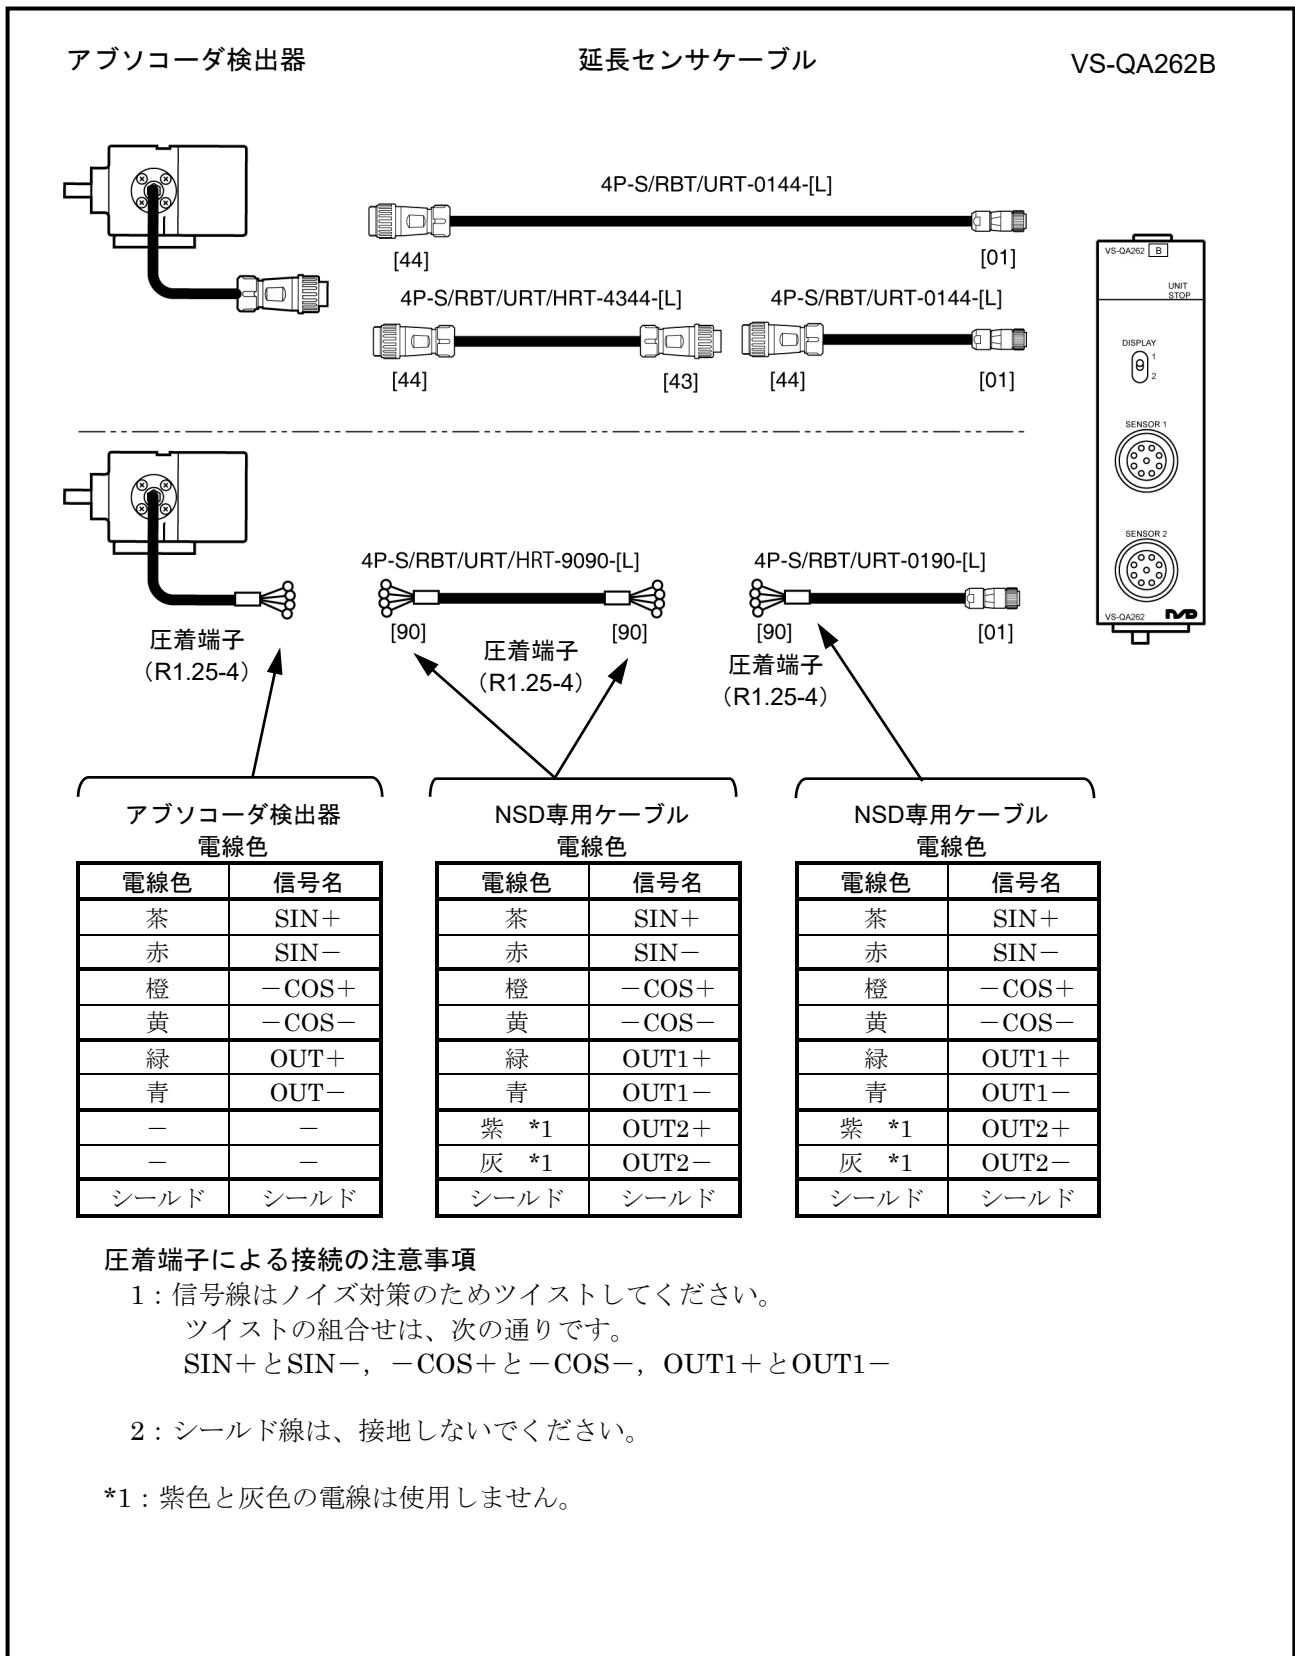 アブソコーダ検出器 延長センサケーブル VS-QA262B
4P-S/RBT/URT-0144-[L]
[44] [01]
4P-S/RBT/URT/HRT-4344-[L] 4P-S/RBT/URT-0144-[L]
[44] [43] [44] [01]
VS-QA262 B
UNIT
STOP
DISPLAY
1
2
SENSOR 1
SENSOR 2
VS-QA262 NSD
4P-S/RBT/URT/HRT-9090-[L] 4P-S/RBT/URT-0190-[L]
[90] [90] [90] [01]
圧着端子
（R1.25-4）
圧着端子
（R1.25-4）
圧着端子
（R1.25-4）
アブソコーダ検出器 NSD専用ケーブル NSD専用ケーブル
電線色 電線色 電線色
電線色 信号名 電線色 信号名 電線色 信号名
茶 SIN＋ 茶 SIN＋ 茶 SIN＋
赤 SIN－ 赤 SIN－ 赤 SIN－
橙 －COS＋ 橙 －COS＋ 橙 －COS＋
黄 －COS－ 黄 －COS－ 黄 －COS－
緑 OUT＋ 緑 OUT1＋ 緑 OUT1＋
青 OUT－ 青 OUT1－ 青 OUT1－
－ － 紫 *1 OUT2＋ 紫 *1 OUT2＋
－ － 灰 *1 OUT2－ 灰 *1 OUT2－
シールド シールド シールド シールド シールド シールド
圧着端子による接続の注意事項
1：信号線はノイズ対策のためツイストしてください。
ツイストの組合せは、次の通りです。
SIN＋とSIN－，－COS＋と－COS－，OUT1＋とOUT1－
2：シールド線は、接地しないでください。
*1：紫色と灰色の電線は使用しません。